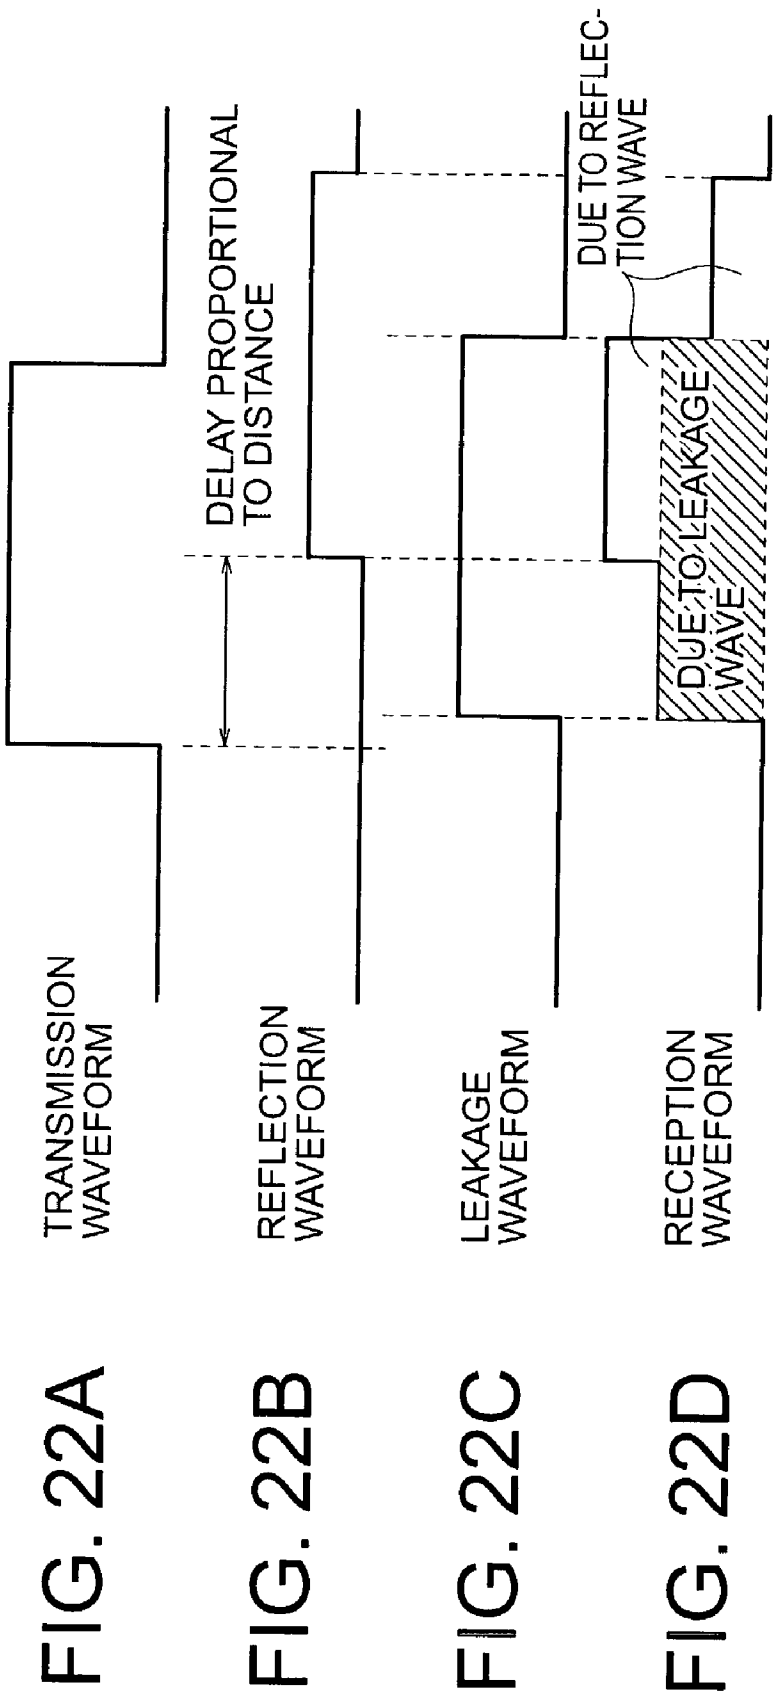 FIG. 22A
TRANSMISSION
WAVEFORM
FIG. 22B
REFLECTION
WAVEFORM
DELAY PROPORTIONAL
TO DISTANCE
FIG. 22C
LEAKAGE
WAVEFORM
FIG. 22D
RECEPTION
WAVEFORM
DUE TO LEAKAGE
WAVE
DUE TO REFLEC-
TION WAVE